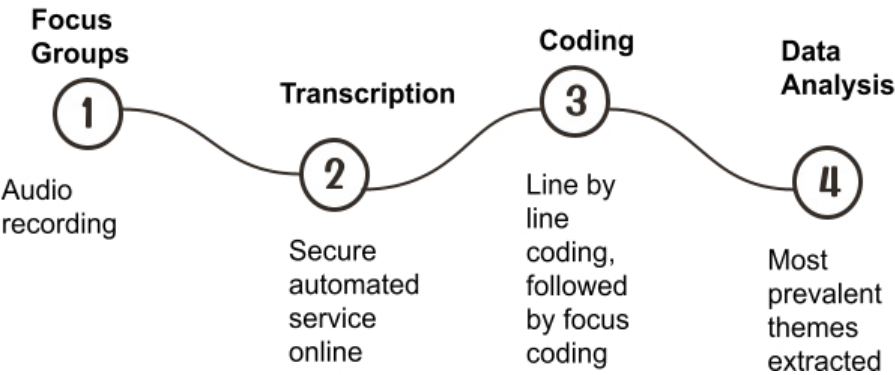 Focus
Groups
1
Audio
recording
Transcription
2
Secure
automated
service
online
Coding
3
Line by
line
coding,
followed
by focus
coding
Data
Analysis
4
Most
prevalent
themes
extracted